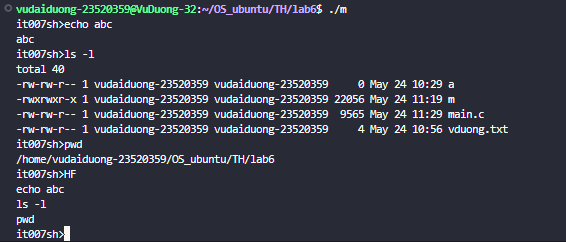 vudaiduong-23520359@VuDuong-32:~/OS_ubuntu/TH/lab6$ ./m
it007sh>echo abc
abc
it007sh>ls -l
total 40
-rw-rw-r-- 1 vudaiduong-23520359 vudaiduong-23520359     0 May 24 10:29 a
-rwxrwxr-x 1 vudaiduong-23520359 vudaiduong-23520359 22056 May 24 11:19 m
-rw-rw-r-- 1 vudaiduong-23520359 vudaiduong-23520359  9565 May 24 11:29 main.c
-rw-rw-r-- 1 vudaiduong-23520359 vudaiduong-23520359     4 May 24 10:56 vduong.txt
it007sh>pwd
/home/vudaiduong-23520359/OS_ubuntu/TH/lab6
it007sh>HF
echo abc
ls -l
pwd
it007sh>